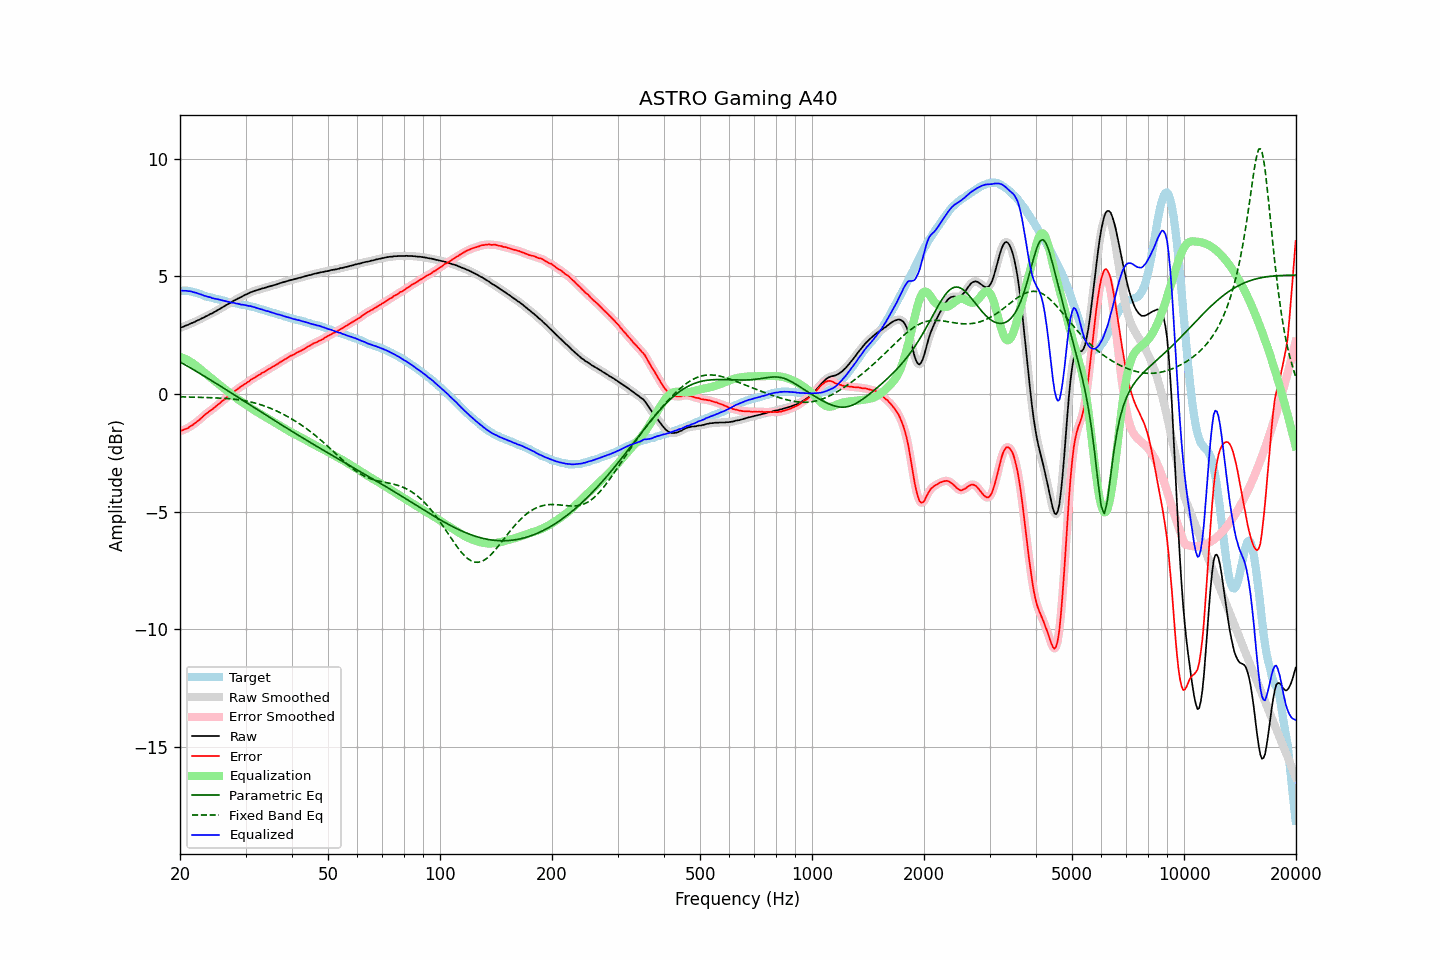 ASTRO Gaming A40
Amplitude (dBr)
10
5
0
−5
−10
−15
Target
Raw Smoothed
Error Smoothed
Raw
Error
Equalization
Parametric Eq
Fixed Band Eq
Equalized
20 50 100 200 500 1000 2000 5000 10000 20000
Frequency (Hz)